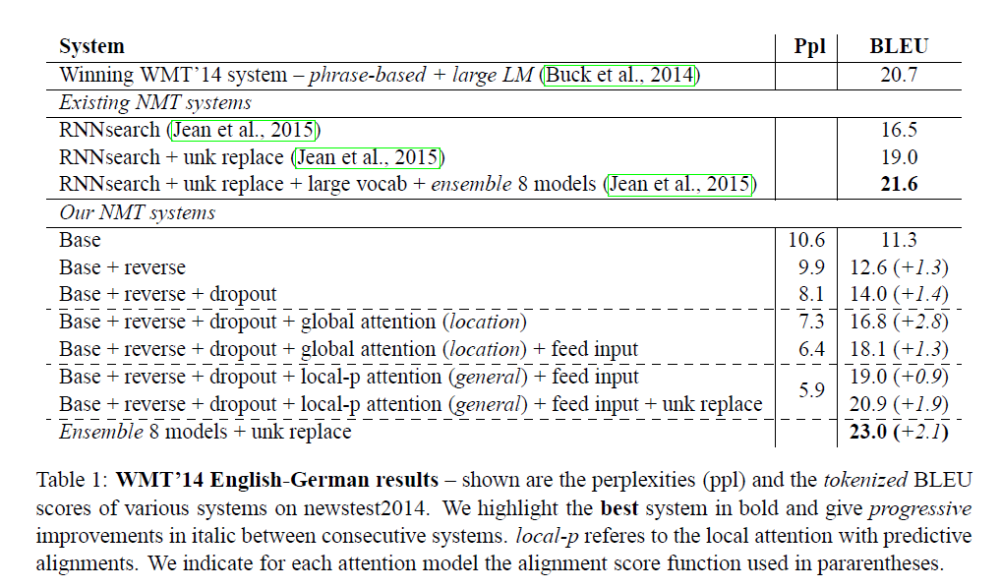 System Ppl BLEU
Winning WMT'14 system – phrase-based + large LM (Buck et al., 2014) 20.7
Existing NMT systems
RNNsearch (Jean et al., 2015) 16.5
RNNsearch + unk replace (Jean et al., 2015) 19.0
RNNsearch + unk replace + large vocab + ensemble 8 models (Jean et al., 2015) 21.6
Our NMT systems
Base 10.6 11.3
Base + reverse 9.9 12.6 (+1.3)
Base + reverse + dropout 8.1 14.0 (+1.4)
Base + reverse + dropout + global attention (location) 7.3 16.8 (+2.8)
Base + reverse + dropout + global attention (location) + feed input 6.4 18.1 (+1.3)
Base + reverse + dropout + local-p attention (general) + feed input 5.9 19.0 (+0.9)
Base + reverse + dropout + local-p attention (general) + feed input + unk replace 20.9 (+1.9)
Ensemble 8 models + unk replace 23.0 (+2.1)
Table 1: WMT'14 English-German results – shown are the perplexities (ppl) and the tokenized BLEU
scores of various systems on newstest2014. We highlight the best system in bold and give progressive
improvements in italic between consecutive systems. local-p referes to the local attention with predictive
alignments. We indicate for each attention model the alignment score function used in pararentheses.